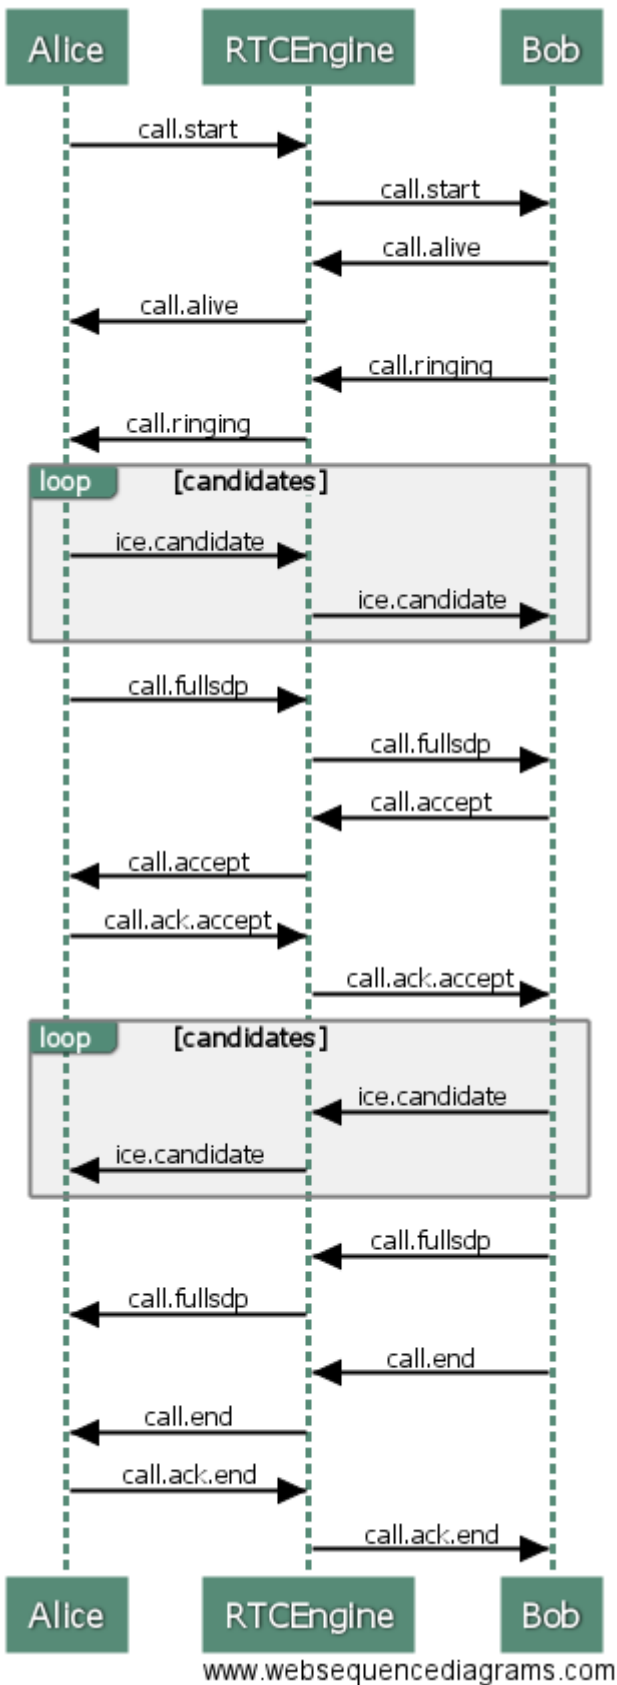 Alice RTCEngine Bob
call.start
call.start
call.alive
call.alive
call.ringing
call.ringing
loop [candidates]
ice.candidate
ice.candidate
call.fullsdp
call.fullsdp
call.accept
call.accept
call.ack.accept
call.ack.accept
loop [candidates]
ice.candidate
ice.candidate
call.fullsdp
call.fullsdp
call.end
call.end
call.ack.end
call.ack.end
Alice RTCEngine Bob
www.websequencediagrams.com